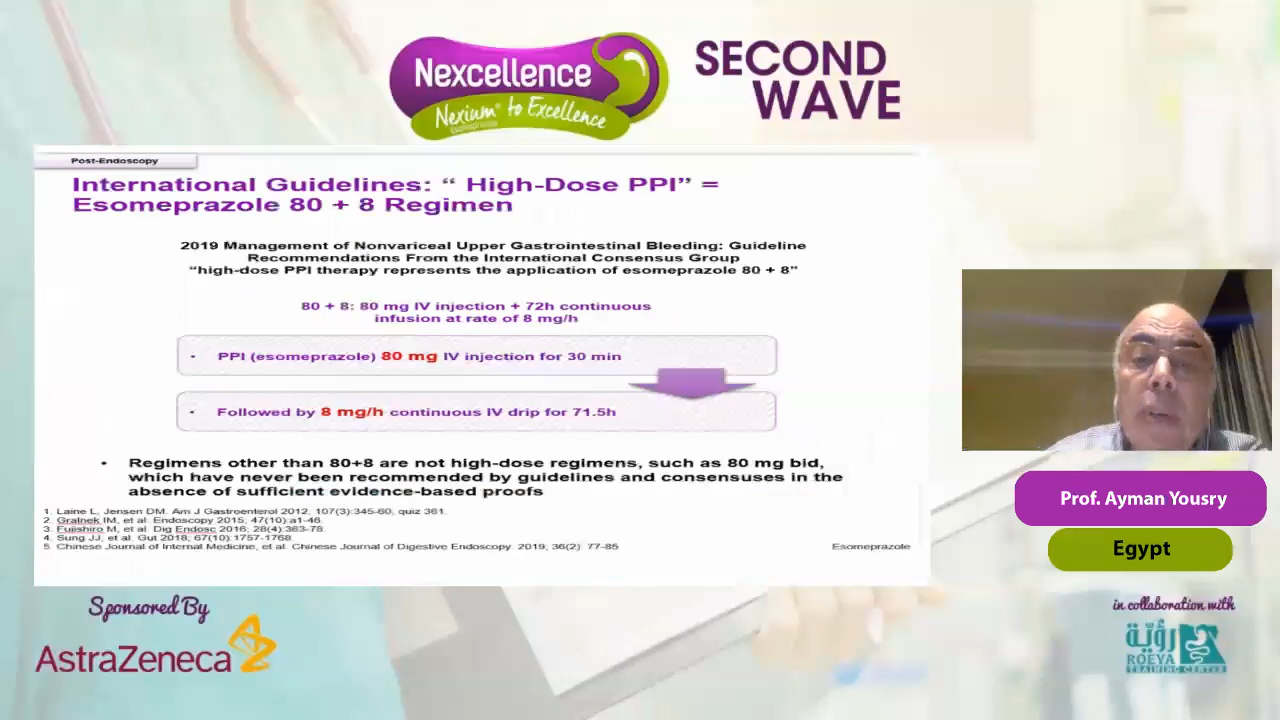 Nexcellence
Nexium® to Excellence
esomeprazole
SECOND
WAVE
Post-Endoscopy
International Guidelines: “ High-Dose PPI” =
Esomeprazole 80 + 8 Regimen
2019 Management of Nonvariceal Upper Gastrointestinal Bleeding: Guideline
Recommendations From the International Consensus Group
“high-dose PPI therapy represents the application of esomeprazole 80 + 8”
80 + 8: 80 mg IV injection + 72h continuous
infusion at rate of 8 mg/h
• PPI (esomeprazole) 80 mg IV injection for 30 min
• Followed by 8 mg/h continuous IV drip for 71.5h
• Regimens other than 80+8 are not high-dose regimens, such as 80 mg bid,
which have never been recommended by guidelines and consensuses in the
absence of sufficient evidence-based proofs
1. Laine L, Jensen DM. Am J Gastroenterol 2012; 107(3):345-60; quiz 361.
2. Gralnek IM, et al. Endoscopy 2015; 47(10):a1-46.
3. Fujishiro M, et al. Dig Endosc 2016; 28(4):363-78.
4. Sung JJ, et al. Gut 2018; 67(10):1757-1768.
5. Chinese Journal of Internal Medicine, et al. Chinese Journal of Digestive Endoscopy. 2019; 36(2): 77-85
Esomeprazole
Prof. Ayman Yousry
Egypt
Sponsored By
AstraZeneca
in collaboration with
رؤية
ROEYA
TRAINING CENTER